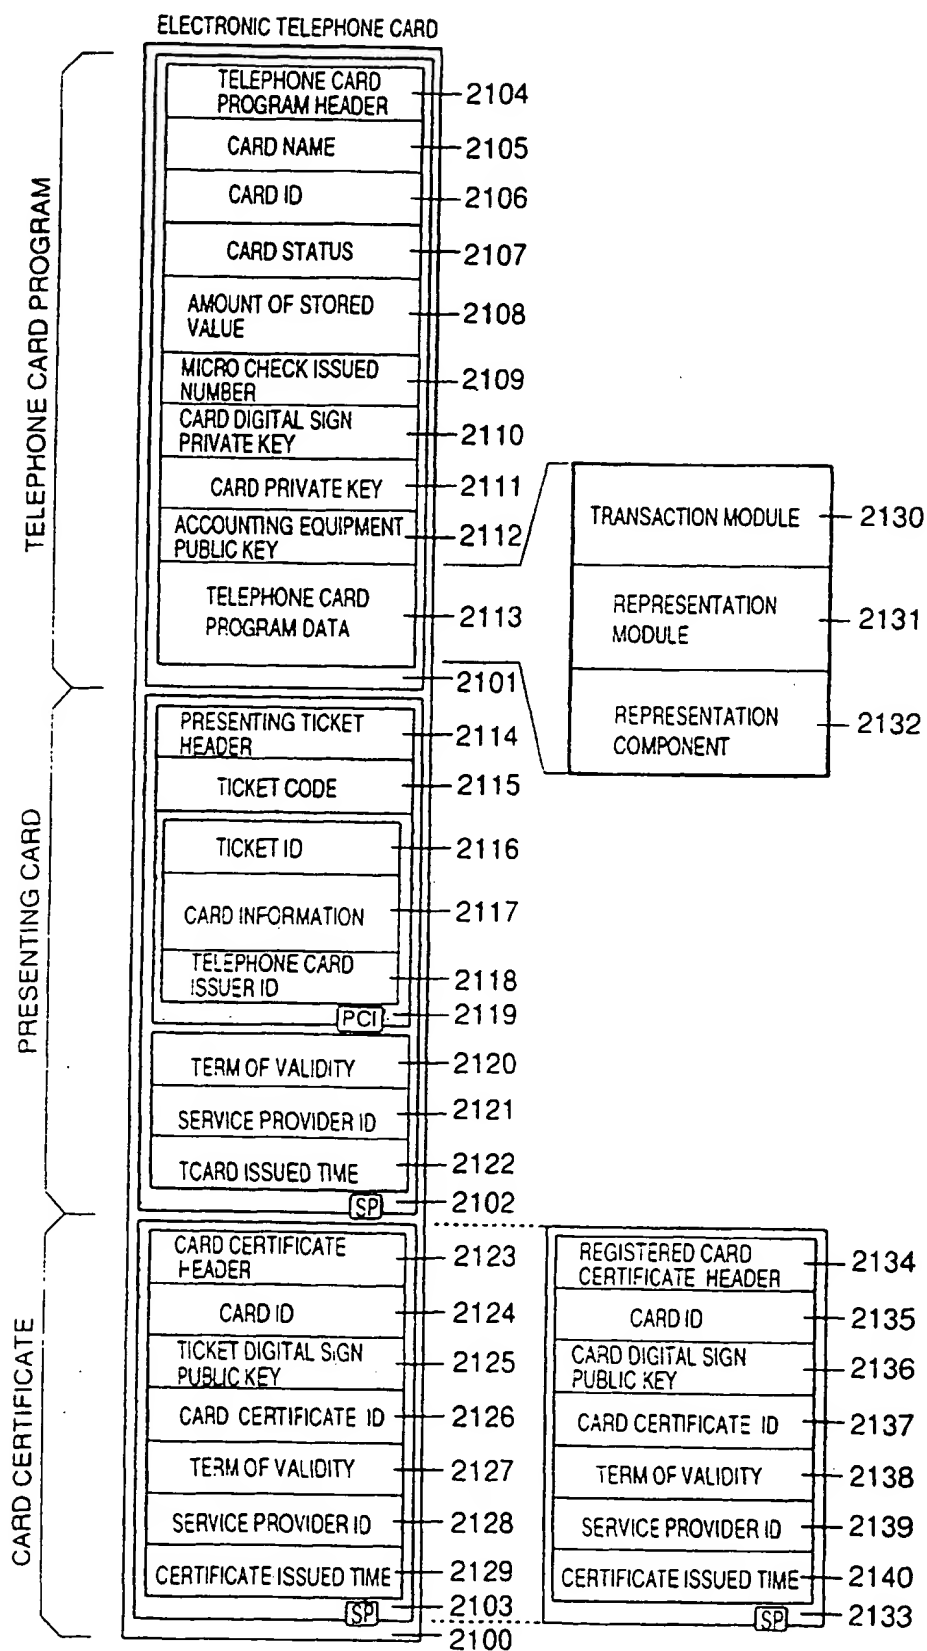 ELECTRONIC TELEPHONE CARD
TELEPHONE CARD PROGRAM
TELEPHONE CARD
PROGRAM HEADER
2104
CARD NAME
2105
CARD ID
2106
CARD STATUS
2107
AMOUNT OF STORED
VALUE
2108
MICRO CHECK ISSUED
NUMBER
2109
CARD DIGITAL SIGN
PRIVATE KEY
2110
CARD PRIVATE KEY
2111
ACCOUNTING EQUIPMENT
PUBLIC KEY
2112
TELEPHONE CARD
PROGRAM DATA
2113
2101
TRANSACTION MODULE
2130
REPRESENTATION
MODULE
2131
REPRESENTATION
COMPONENT
2132
PRESENTING CARD
PRESENTING TICKET
HEADER
2114
TICKET CODE
2115
TICKET ID
2116
CARD INFORMATION
2117
TELEPHONE CARD
ISSUER ID
2118
PCI
2119
TERM OF VALIDITY
2120
SERVICE PROVIDER ID
2121
TCARD ISSUED TIME
2122
SP
2102
CARD CERTIFICATE
CARD CERTIFICATE
HEADER
2123
CARD ID
2124
TICKET DIGITAL SIGN
PUBLIC KEY
2125
CARD CERTIFICATE ID
2126
TERM OF VALIDITY
2127
SERVICE PROVIDER ID
2128
CERTIFICATE ISSUED TIME
2129
SP
2103
2100
REGISTERED CARD
CERTIFICATE HEADER
2134
CARD ID
2135
CARD DIGITAL SIGN
PUBLIC KEY
2136
CARD CERTIFICATE ID
2137
TERM OF VALIDITY
2138
SERVICE PROVIDER ID
2139
CERTIFICATE ISSUED TIME
2140
SP
2133